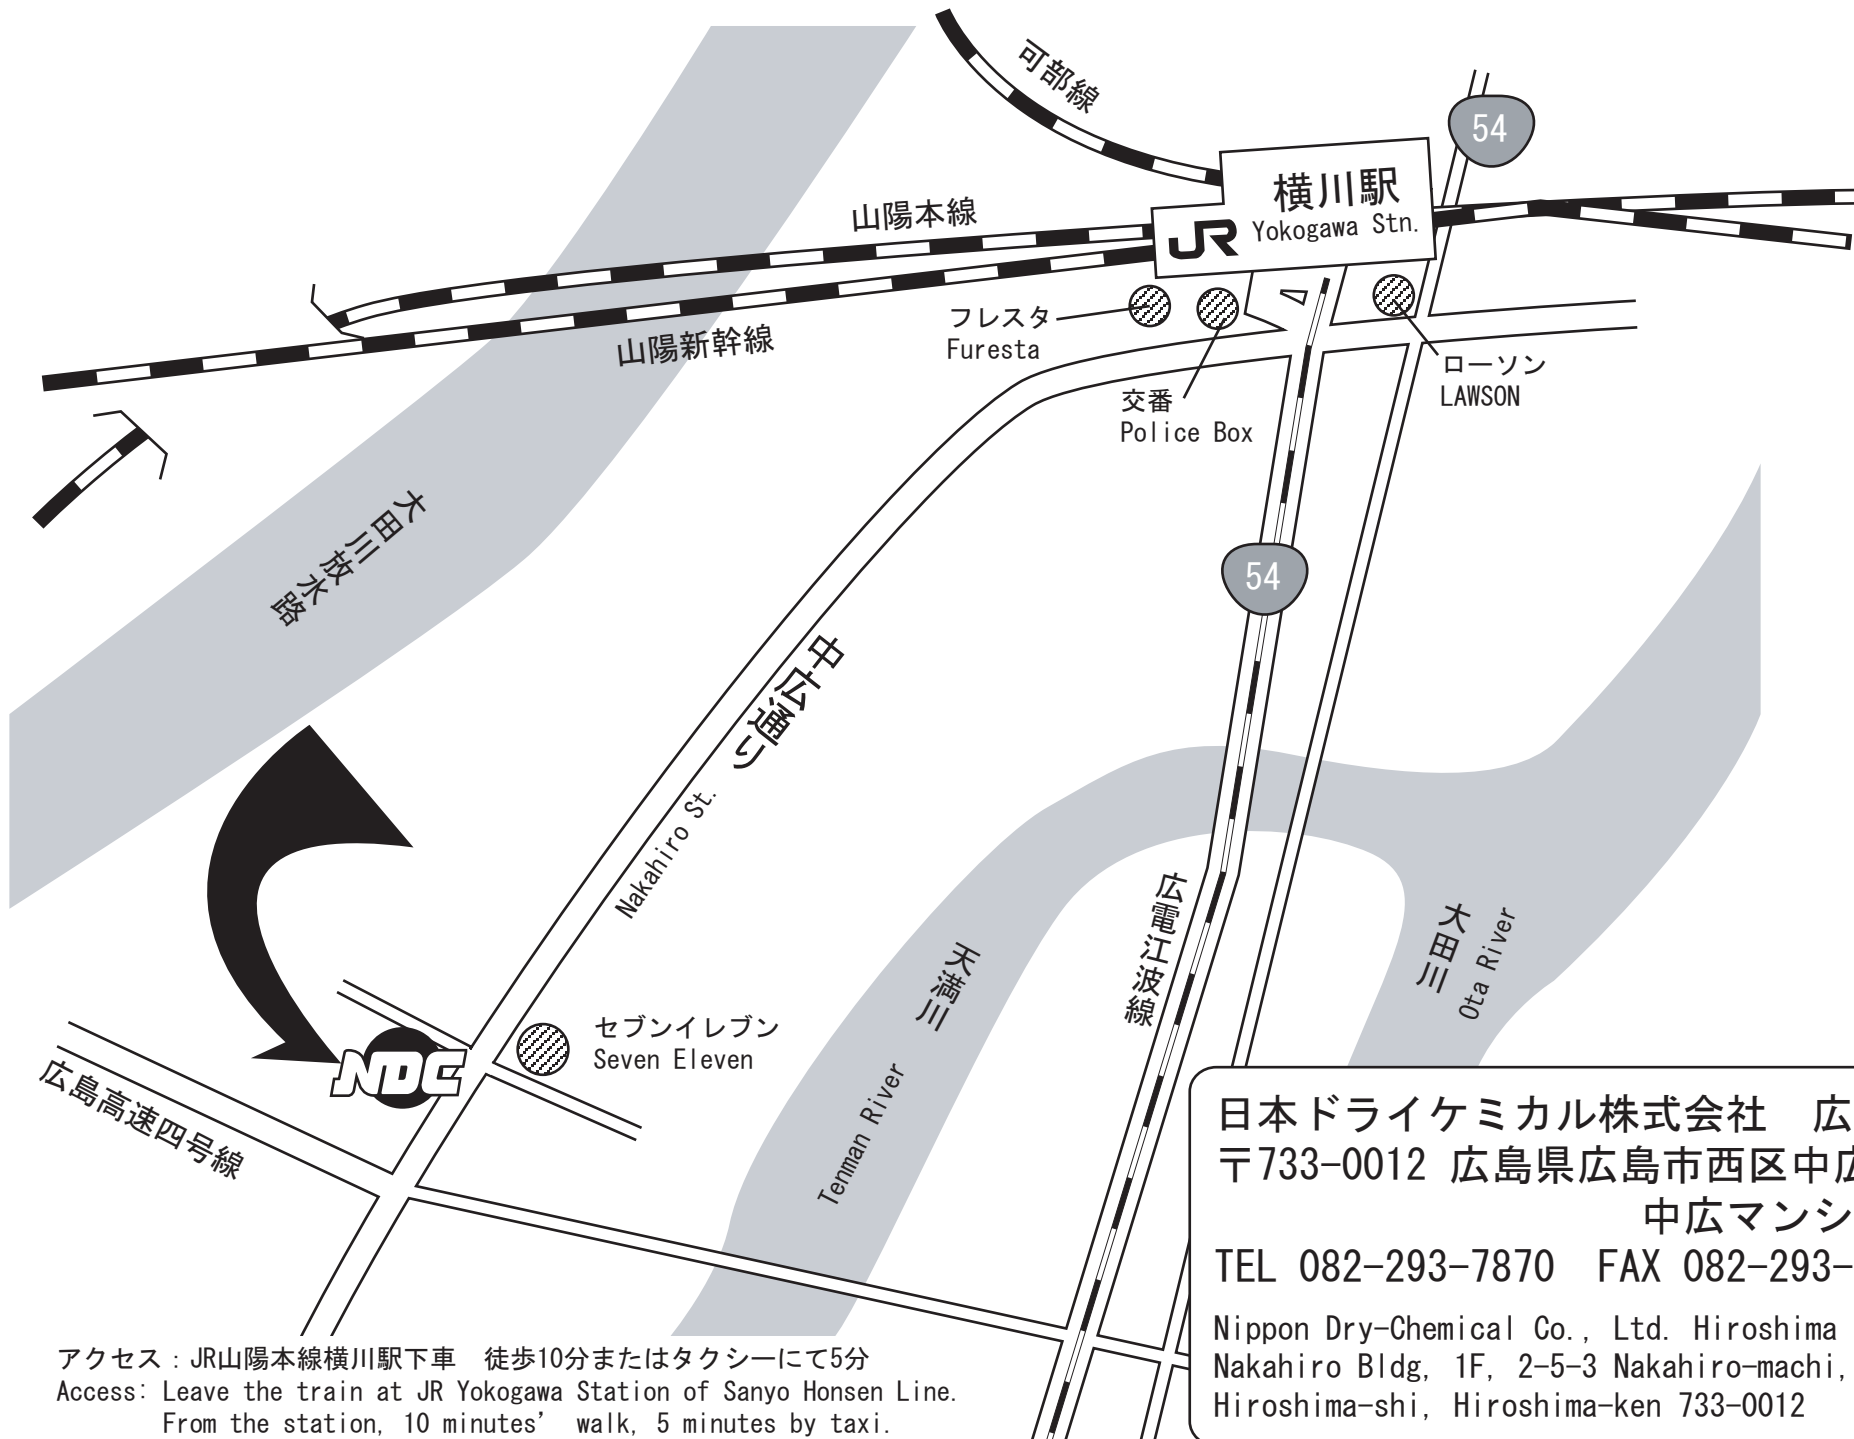 可部線
54
横川駅
JR Yokogawa Stn.
山陽本線
山陽新幹線
フレスタ
Furesta
交番
Police Box
ローソン
LAWSON
大田川放水路
54
中広通り
Nakahiro St.
広電江波線
天満川
Tenman River
大田川
Ota River
セブンイレブン
Seven Eleven
NDC
広島高速四号線
日本ドライケミカル株式会社　広
〒733-0012 広島県広島市西区中広
中広マンシ
TEL 082-293-7870　FAX 082-293-
Nippon Dry-Chemical Co., Ltd. Hiroshima
Nakahiro Bldg, 1F, 2-5-3 Nakahiro-machi,
Hiroshima-shi, Hiroshima-ken 733-0012
アクセス：JR山陽本線横川駅下車　徒歩10分またはタクシーにて5分
Access: Leave the train at JR Yokogawa Station of Sanyo Honsen Line.
From the station, 10 minutes’ walk, 5 minutes by taxi.